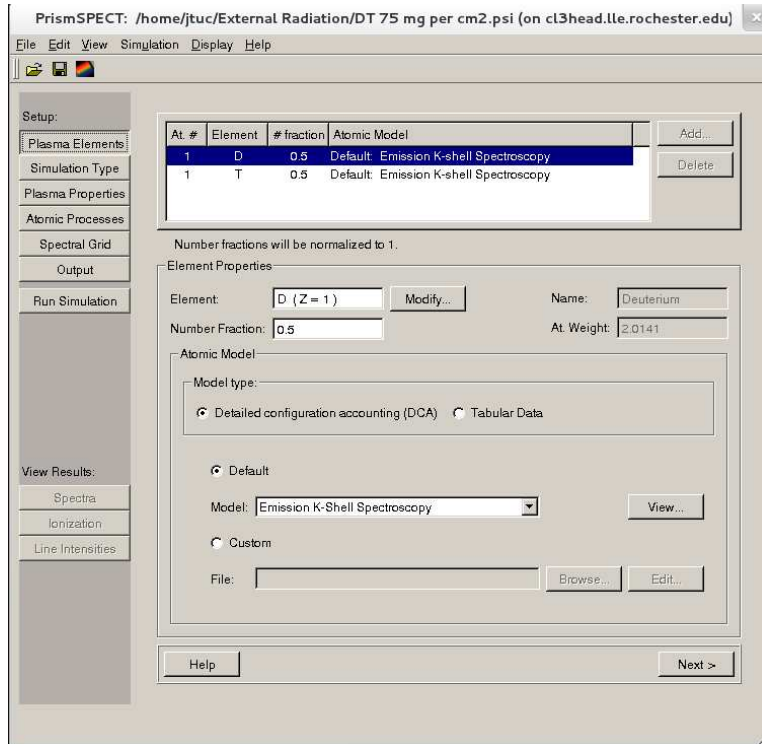 PrismSPECT: /home/jtuc/External Radiation/DT 75 mg per cm2.psi (on cl3head.lle.rochester.edu)
File Edit View Simulation Display Help
Setup:
Plasma Elements
Simulation Type
Plasma Properties
Atomic Processes
Spectral Grid
Output
Run Simulation
View Results:
Spectra
Ionization
Line Intensities
At. # Element # fraction Atomic Model
1 D 0.5 Default: Emission K-shell Spectroscopy
1 T 0.5 Default: Emission K-shell Spectroscopy
Add...
Delete
Number fractions will be normalized to 1.
Element Properties
Element: D ( Z = 1 ) Modify... Name: Deuterium
Number Fraction: 0.5 At. Weight: 2.0141
Atomic Model
Model type:
Detailed configuration accounting (DCA) Tabular Data
Default
Model: Emission K-Shell Spectroscopy View...
Custom
File: Browse... Edit...
Help Next >